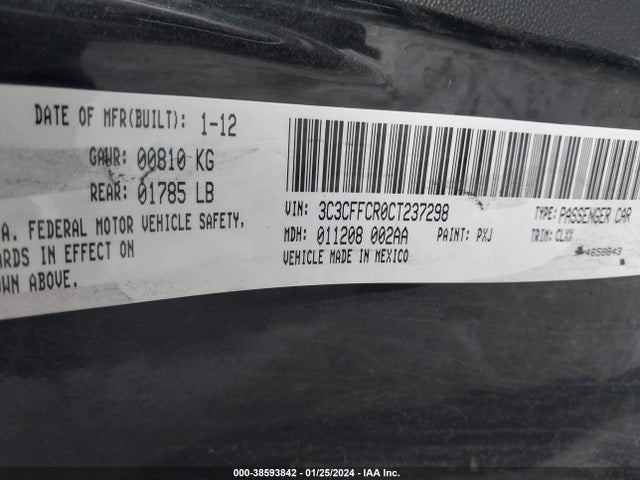 DATE OF MFR(BUILT): 1-12
GAWR: 00810 KG
REAR: 01785 LB
.A. FEDERAL MOTOR VEHICLE SAFETY,
ARDS IN EFFECT ON
OWN ABOVE.
VIN: 3C3CFFCR0CT237298 TYPE: PASSENGER CAR
MDH: 011208 002AA PAINT: PXJ TRIM: CLXX
VEHICLE MADE IN MEXICO 4658843
000-38593842 - 01/25/2024 - IAA Inc.